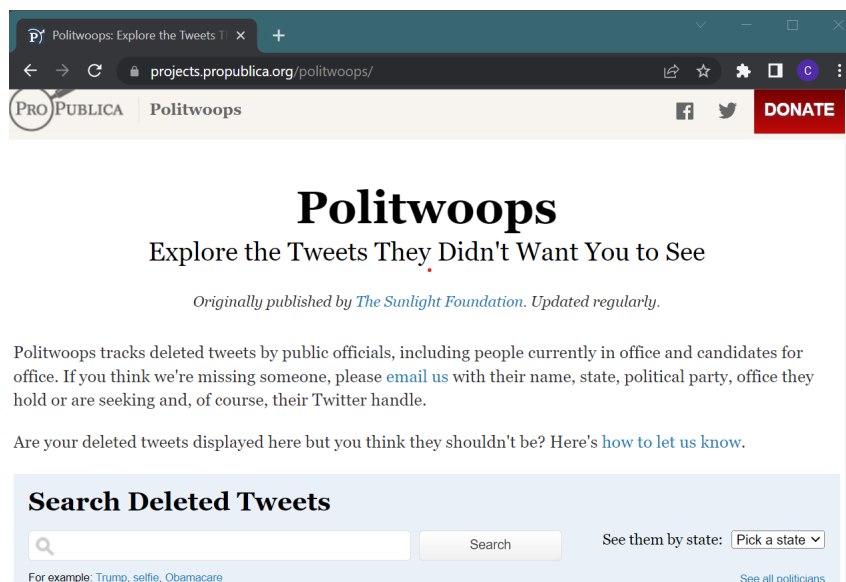 Politwoops: Explore the Tweets T
projects.propublica.org/politwoops/
C
PROPUBLICA Politwoops
DONATE
Politwoops
Explore the Tweets They Didn't Want You to See
Originally published by The Sunlight Foundation. Updated regularly.
Politwoops tracks deleted tweets by public officials, including people currently in office and candidates for
office. If you think we're missing someone, please email us with their name, state, political party, office they
hold or are seeking and, of course, their Twitter handle.
Are your deleted tweets displayed here but you think they shouldn't be? Here's how to let us know.
Search Deleted Tweets
Search
See them by state: Pick a state
For example: Trump, selfie, Obamacare
See all politicians